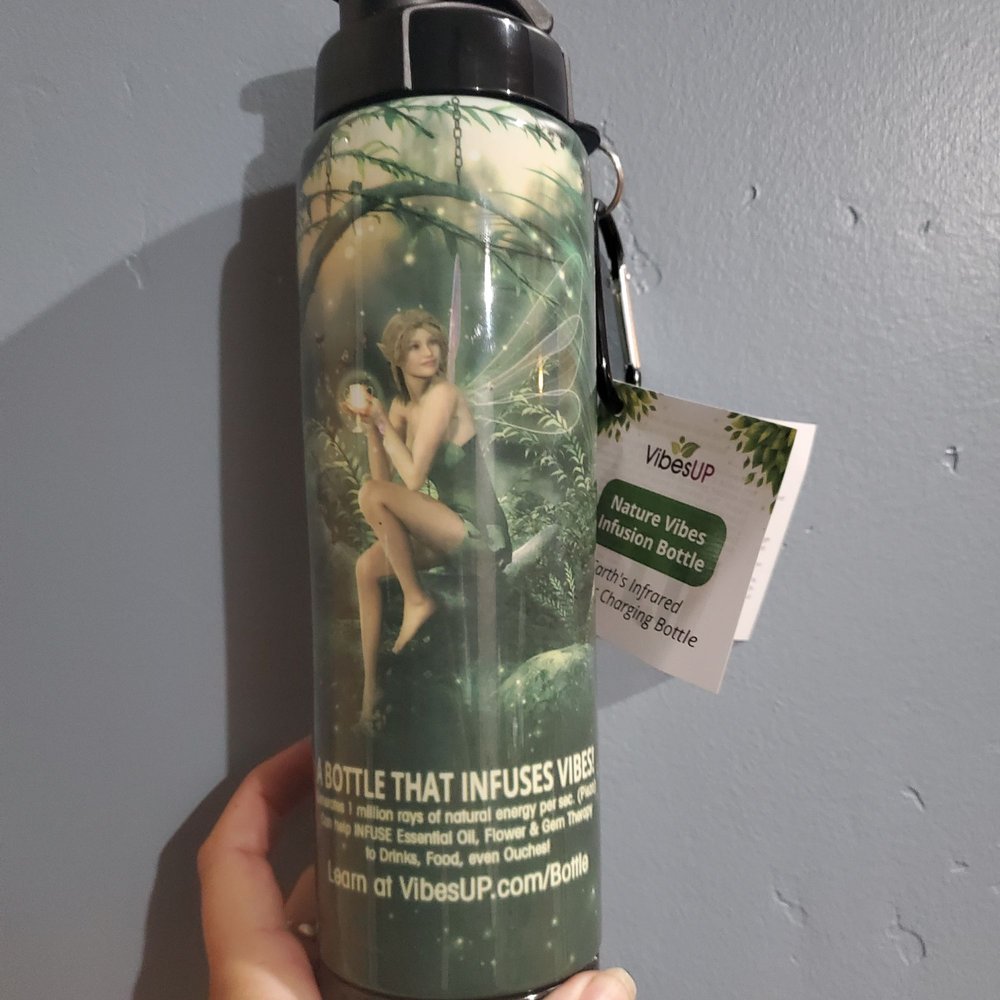 A BOTTLE THAT INFUSES VIBES!
1 million rays of natural energy per sec.
Can help INFUSE Essential Oil, Flower & Gem Therapy
to Drinks, Food, even Ouches!
Learn at VibesUP.com/Bottle
VibesUP
Nature Vibes
Infusion Bottle
Earth's Infrared
Charging Bottle